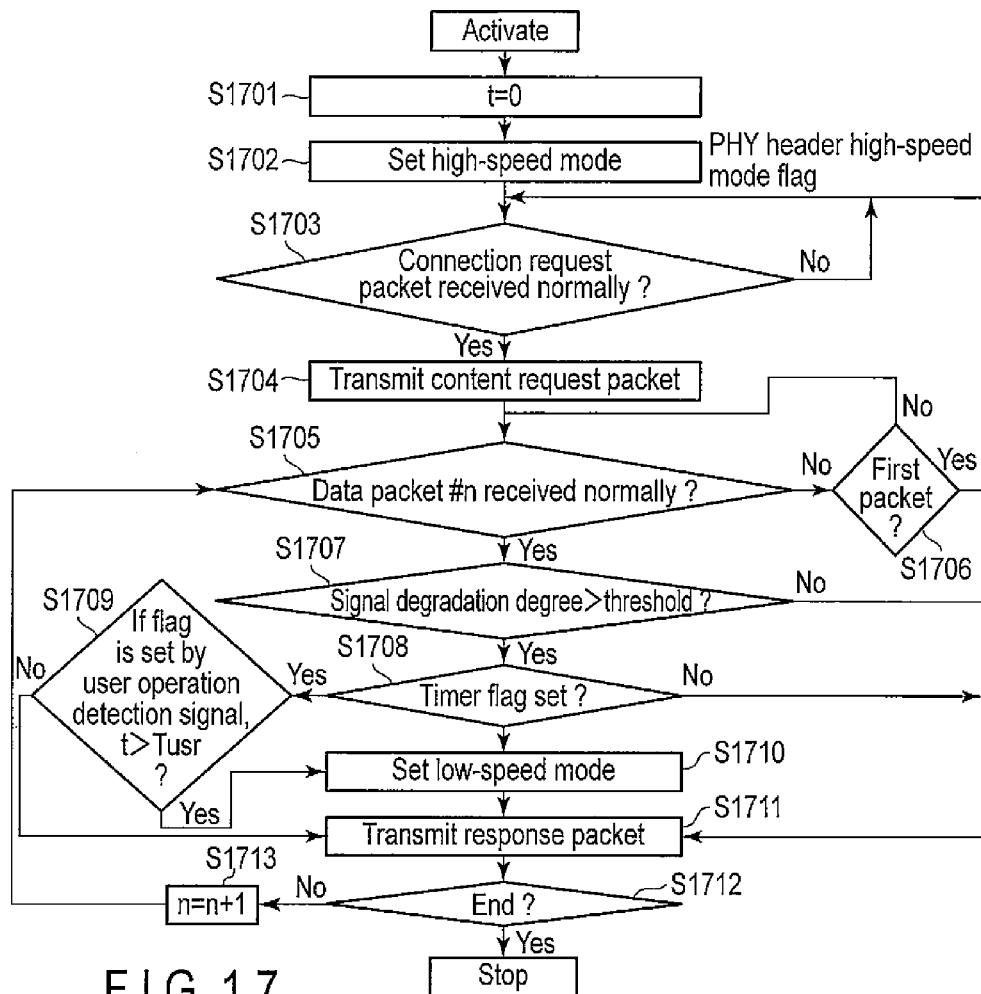 Activate
S1701
t=0
S1702
Set high-speed mode
PHY header high-speed
mode flag
S1703
Connection request
packet received normally ?
No
Yes
S1704
Transmit content request packet
No
S1705
Data packet #n received normally ?
No
First
packet
?
Yes
S1706
Yes
S1707
Signal degradation degree>threshold ?
No
Yes
S1709
If flag
is set by
user operation
detection signal,
t>Tusr
?
No
Yes
Yes
S1708
Timer flag set ?
No
Set low-speed mode
S1710
Transmit response packet
S1711
S1713
n=n+1
No
End ?
S1712
Yes
Stop
FIG. 17